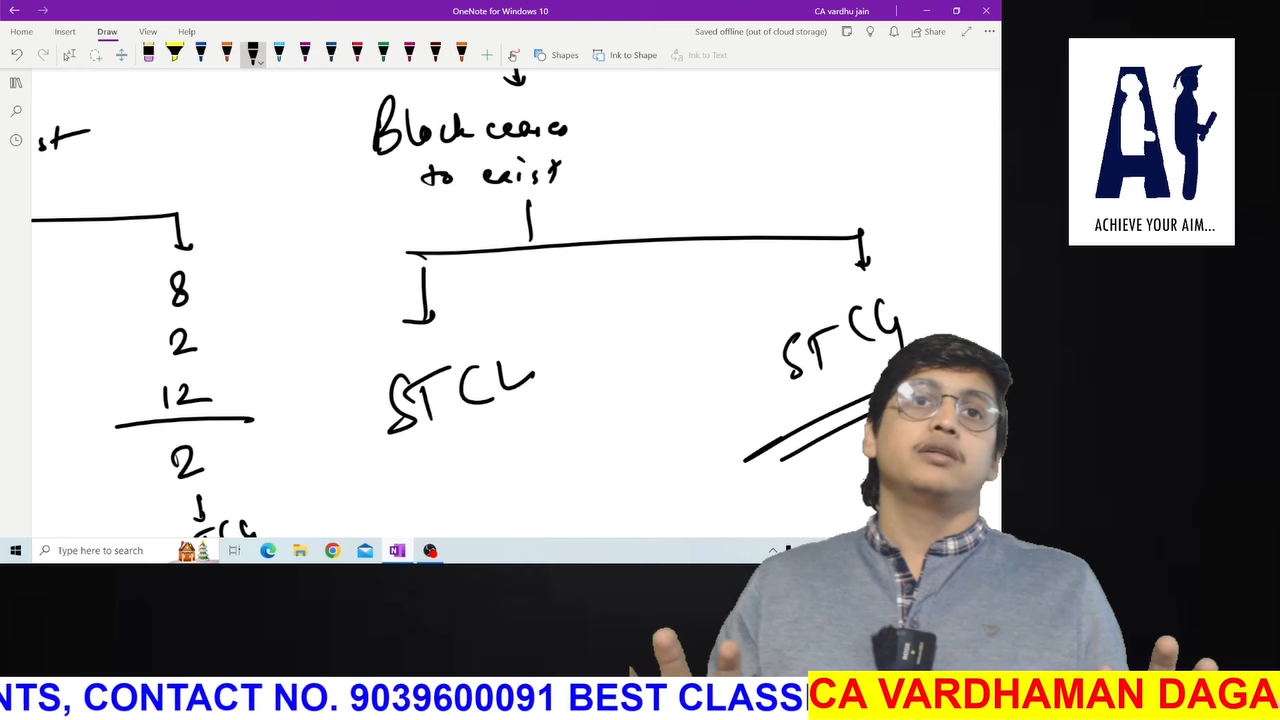 OneNote for Windows 10
CA vardhu jain
Home Insert Draw View Help
Saved offline (out of cloud storage)
Share
Shapes
Ink to Shape
Ink to Text
Block ceases
to exist
st
8
2
12
2
STCL
STCG
ACHIEVE YOUR AIM...
Type here to search
NTS, CONTACT NO. 9039600091 BEST CLASS
CA VARDHAMAN DAGA